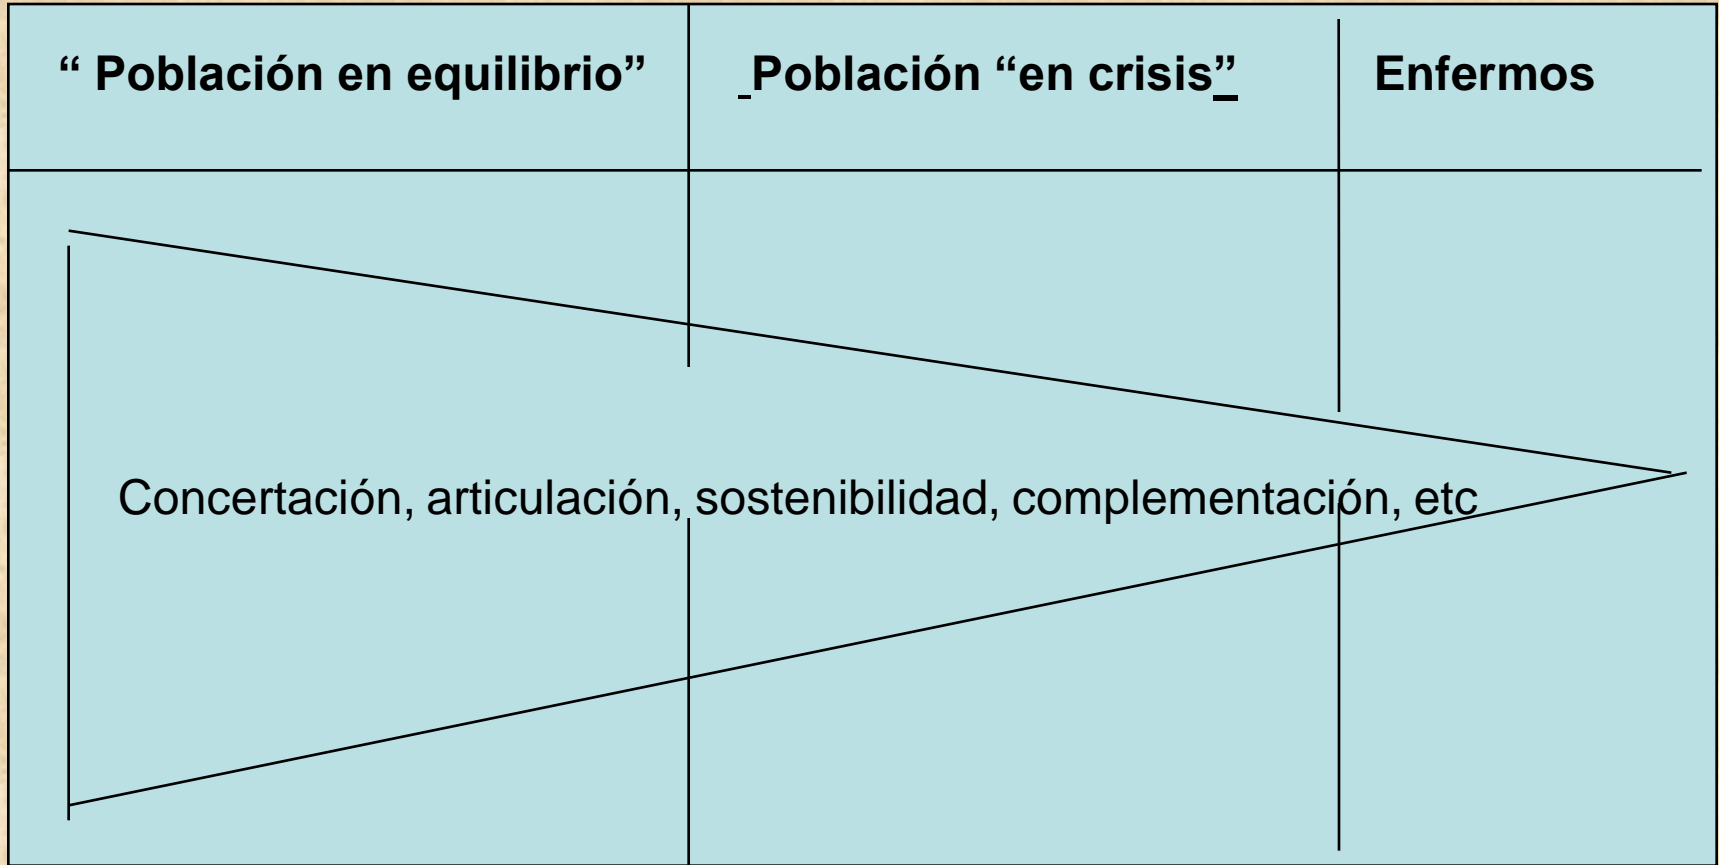 “ Población en equilibrio”
Población “en crisis”
Enfermos
Concertación, articulación, sostenibilidad, complementación, etc